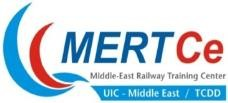 MERTCe
Middle-East Railway Training Center
UIC - Middle East / TCDD